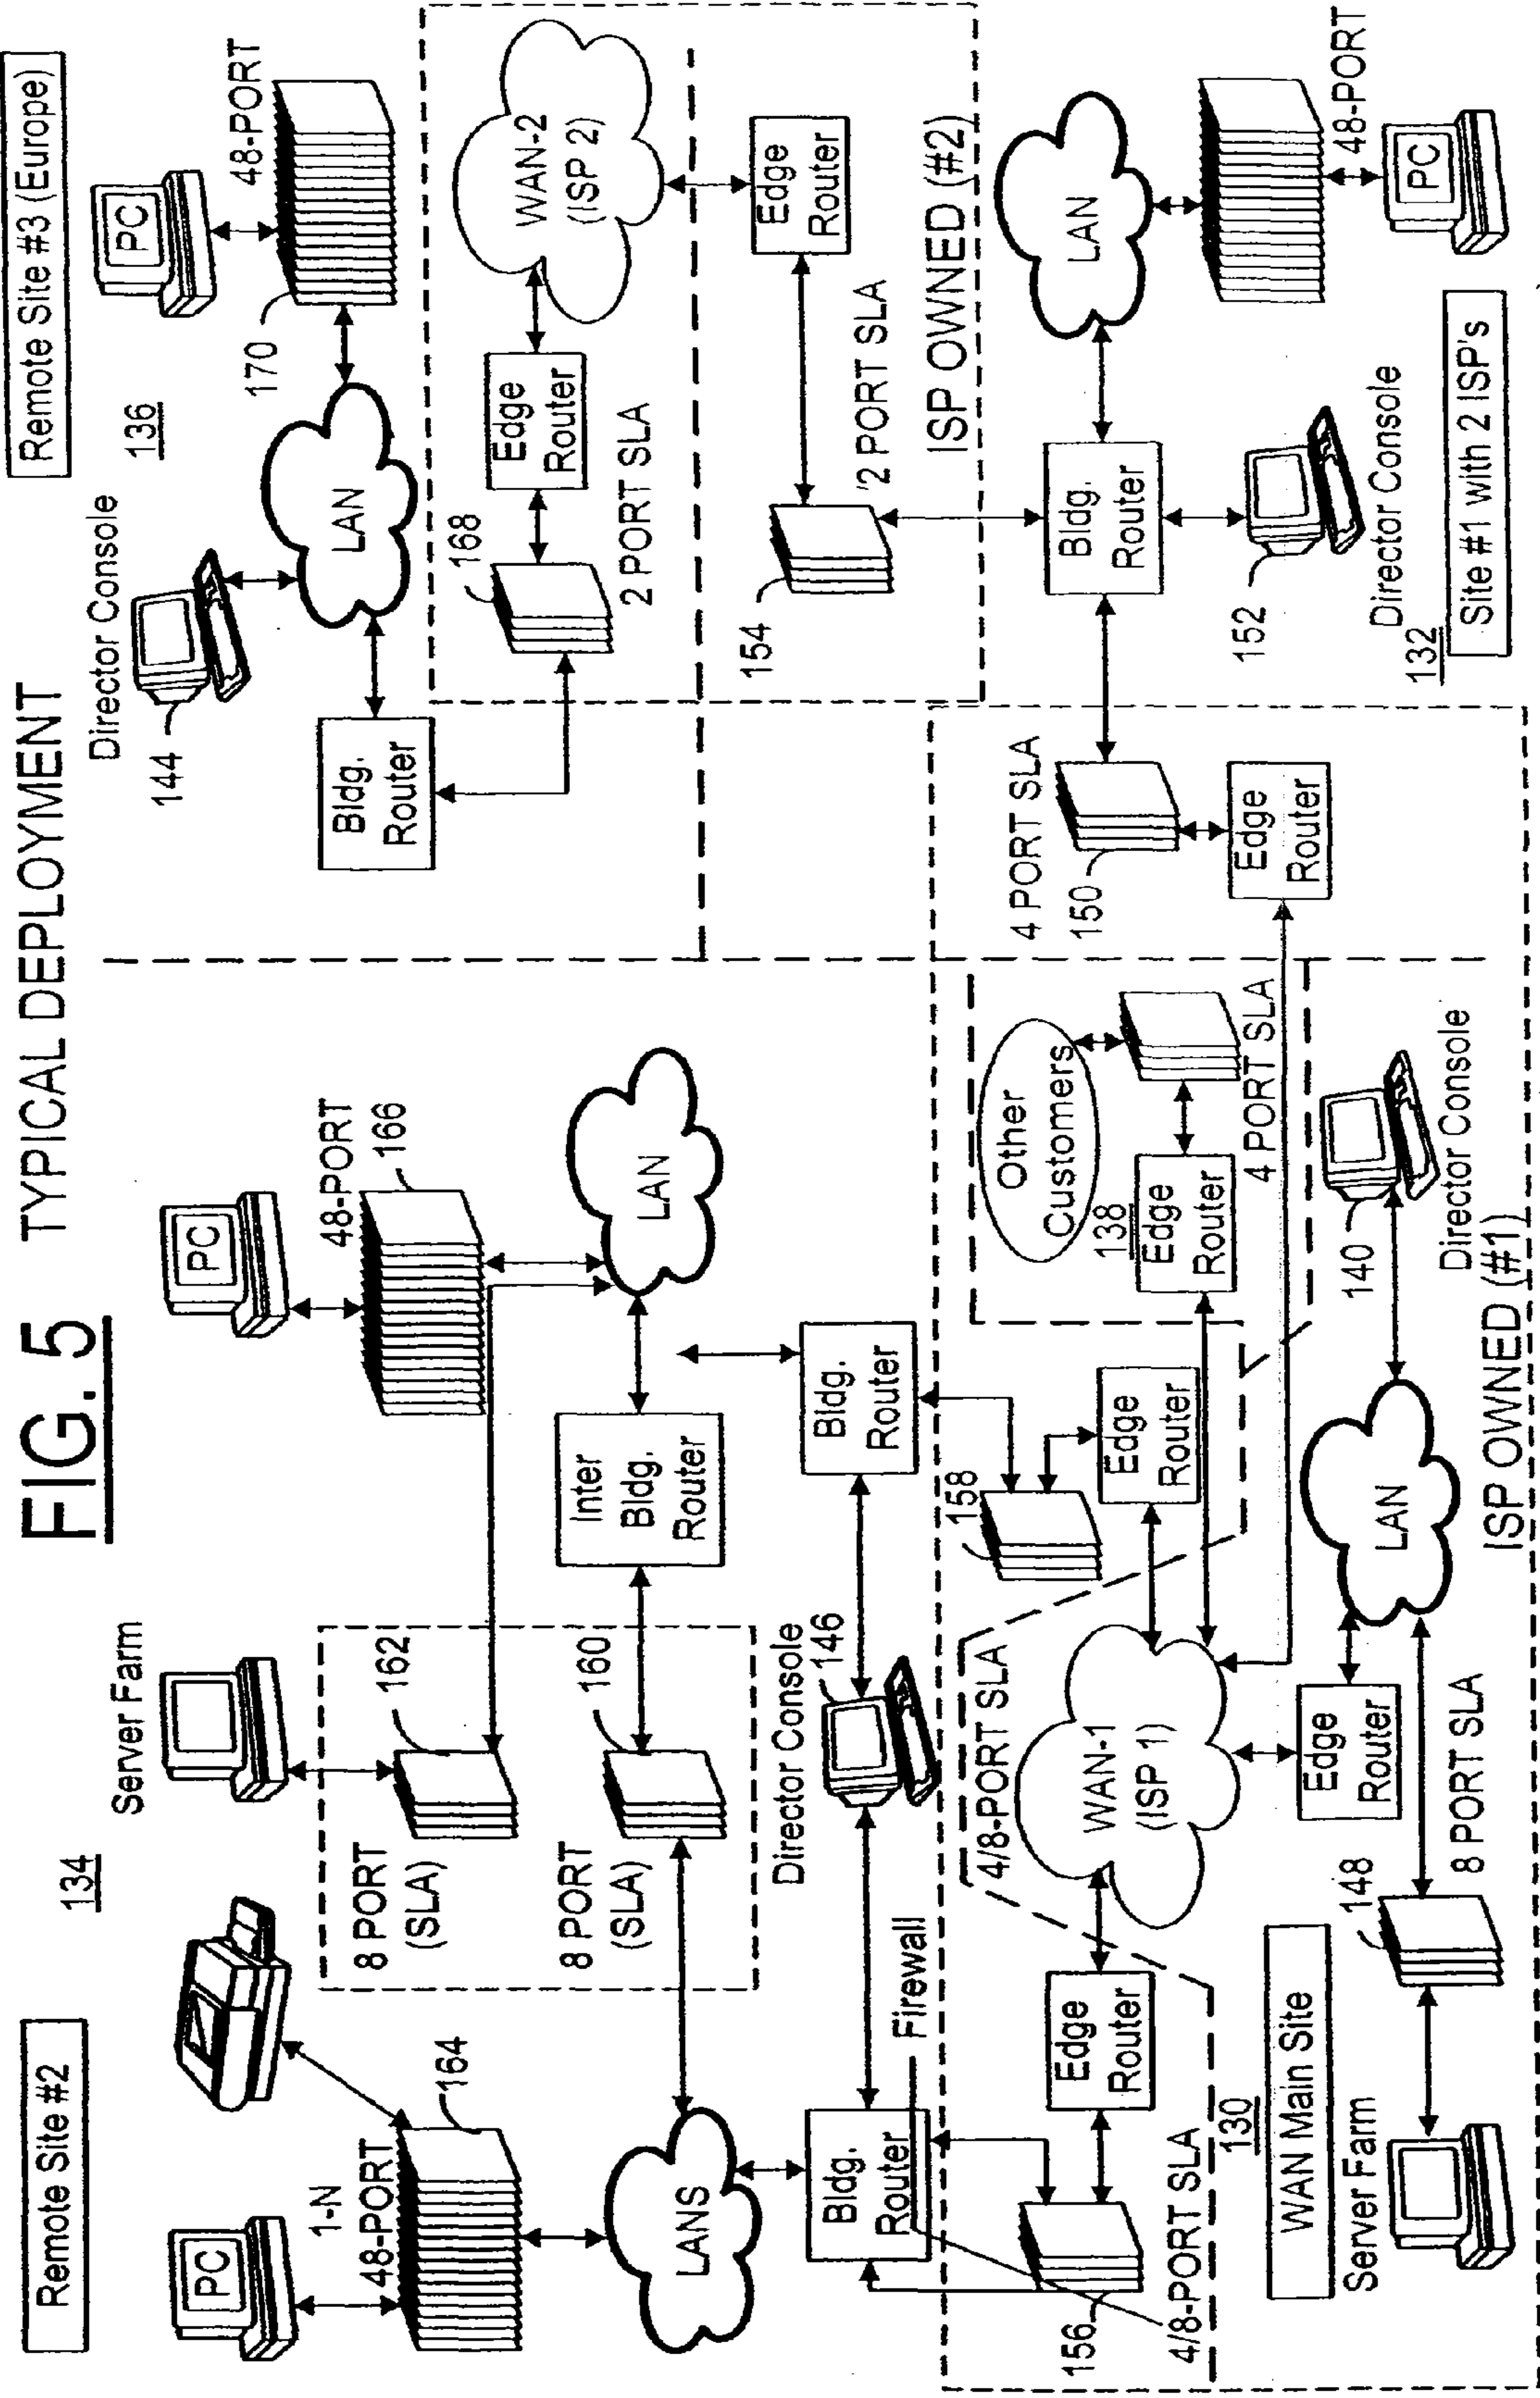 FIG. 5
TYPICAL DEPLOYMENT
Remote Site #2
134
Server Farm
PC
1-N
48-PORT
164
8 PORT
(SLA)
162
8 PORT
(SLA)
160
PC
48-PORT
166
LANS
Inter
Bldg.
Router
LAN
Bldg.
Router
Firewall
Director Console
146
Bldg.
Router
156
4/8-PORT SLA
Edge
Router
4/8-PORT SLA
WAN-1
(ISP 1)
158
Edge
Router
Other
Customers
138
Edge
Router
4 PORT SLA
130
WAN Main Site
Server Farm
148
8 PORT SLA
Edge
Router
LAN
140
Director Console
ISP OWNED (#1)
Remote Site #3 (Europe)
136
Director Console
144
PC
48-PORT
170
LAN
Bldg.
Router
168
2 PORT SLA
Edge
Router
WAN-2
(ISP 2)
154
'2 PORT SLA
Edge
Router
ISP OWNED (#2)
4 PORT SLA
150
Edge
Router
Bldg.
Router
LAN
48-PORT
PC
152
Director Console
132
Site #1 with 2 ISP's